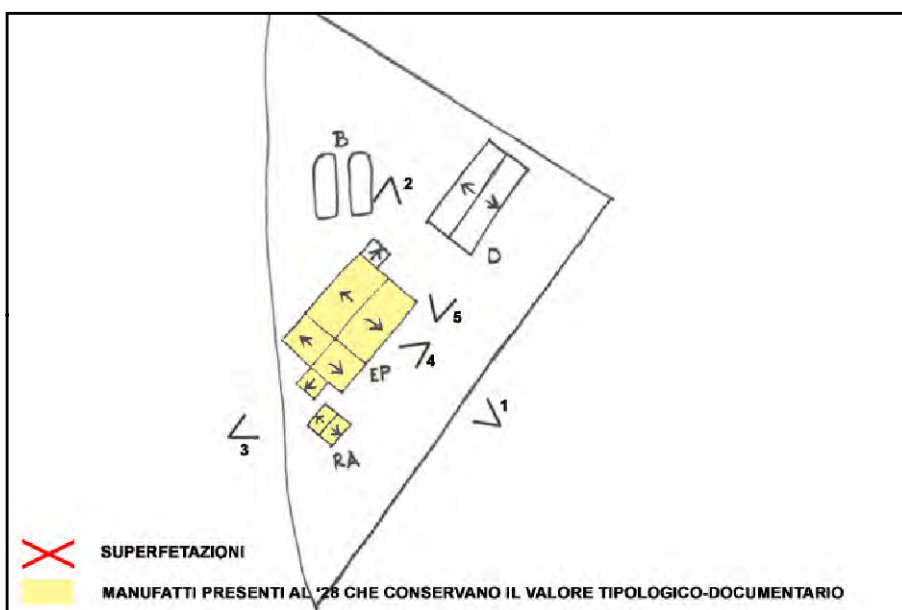 B
2
D
5
4
EP
1
3
RA
SUPERFETAZIONI
MANUFATTI PRESENTI AL '28 CHE CONSERVANO IL VALORE TIPOLOGICO-DOCUMENTARIO